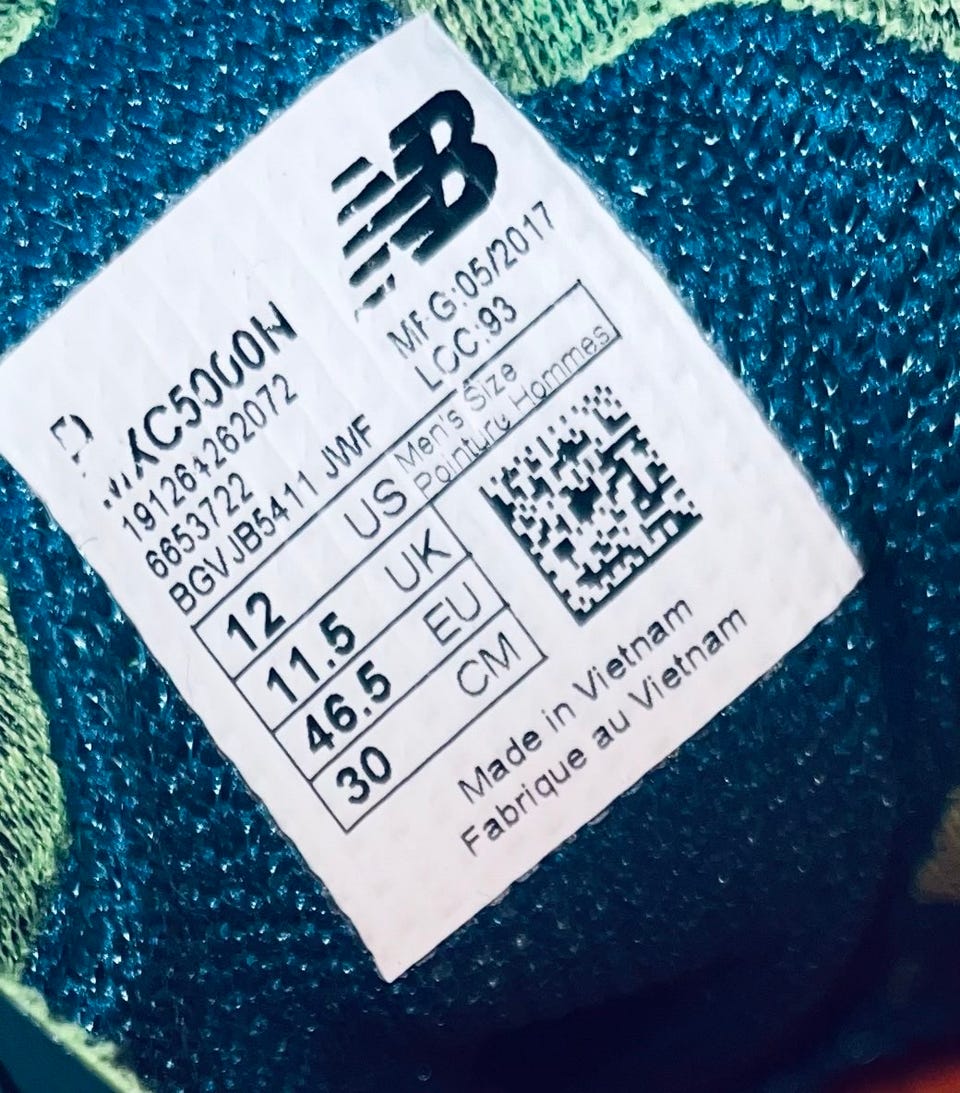 NB
MFG:05/2017
LOC:93
D
191264262072
6653722
BGVJB5411 JWF
Men's Size
Pointure Hommes
12 US
11.5 UK
46.5 EU
30 CM
Made in Vietnam
Fabrique au Vietnam